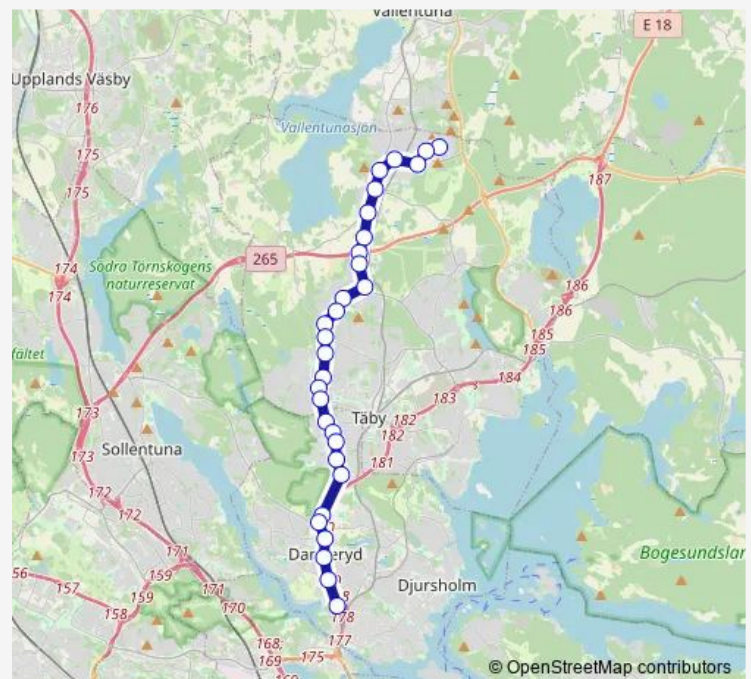 Vallentuna
E 18
Upplands Väsby
176
Vallentunasjön
175
175
187
265
Södra Törnskogens
naturreservat
174
174
186
186
185
185
fältet
184
183
173
Täby
182
182
173
Sollentuna
181
172
172
Danderyd
Bogesundslan
171
56
159
157
159
171
Djursholm
158
170
178
177
168;
169
175
© OpenStreetMap contributors